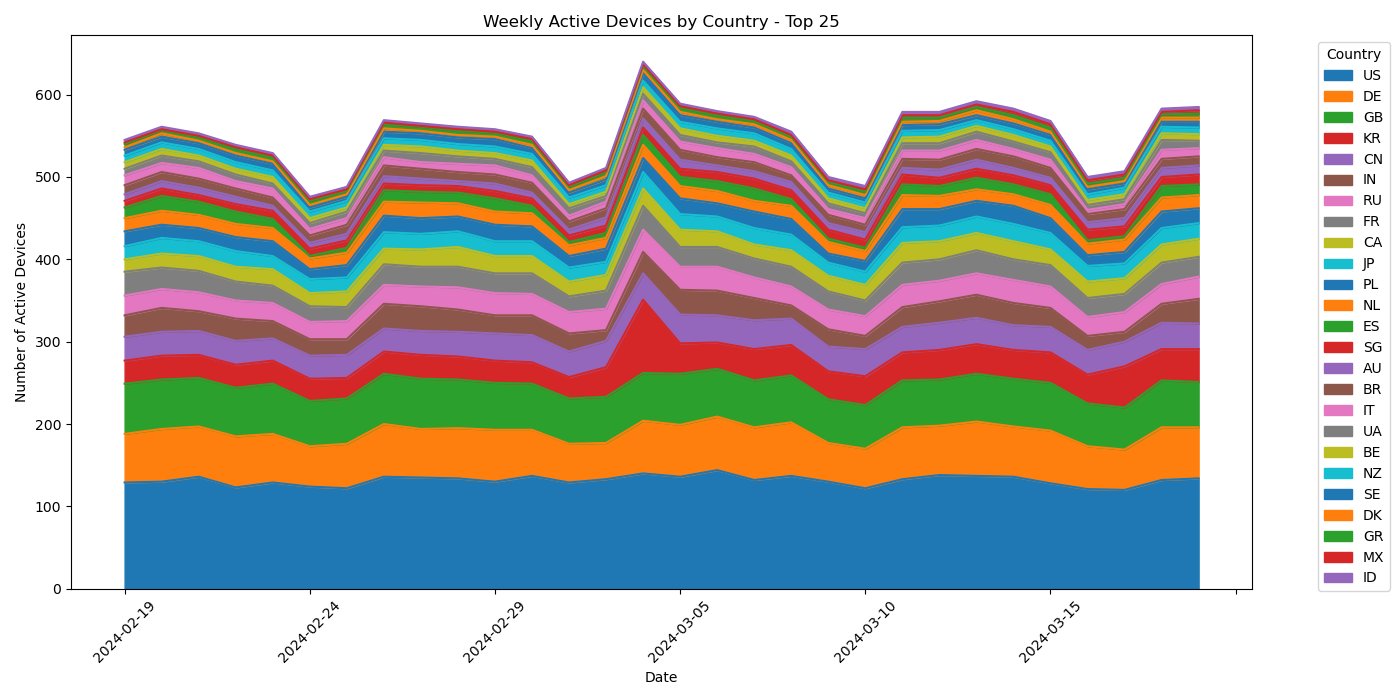 Weekly Active Devices by Country - Top 25
Number of Active Devices
600
500
400
300
200
100
0
2024-02-19
2024-02-24
2024-02-29
2024-03-05
2024-03-10
2024-03-15
Date
Country
US
DE
GB
KR
CN
IN
RU
FR
CA
JP
PL
NL
ES
SG
AU
BR
IT
UA
BE
NZ
SE
DK
GR
MX
ID